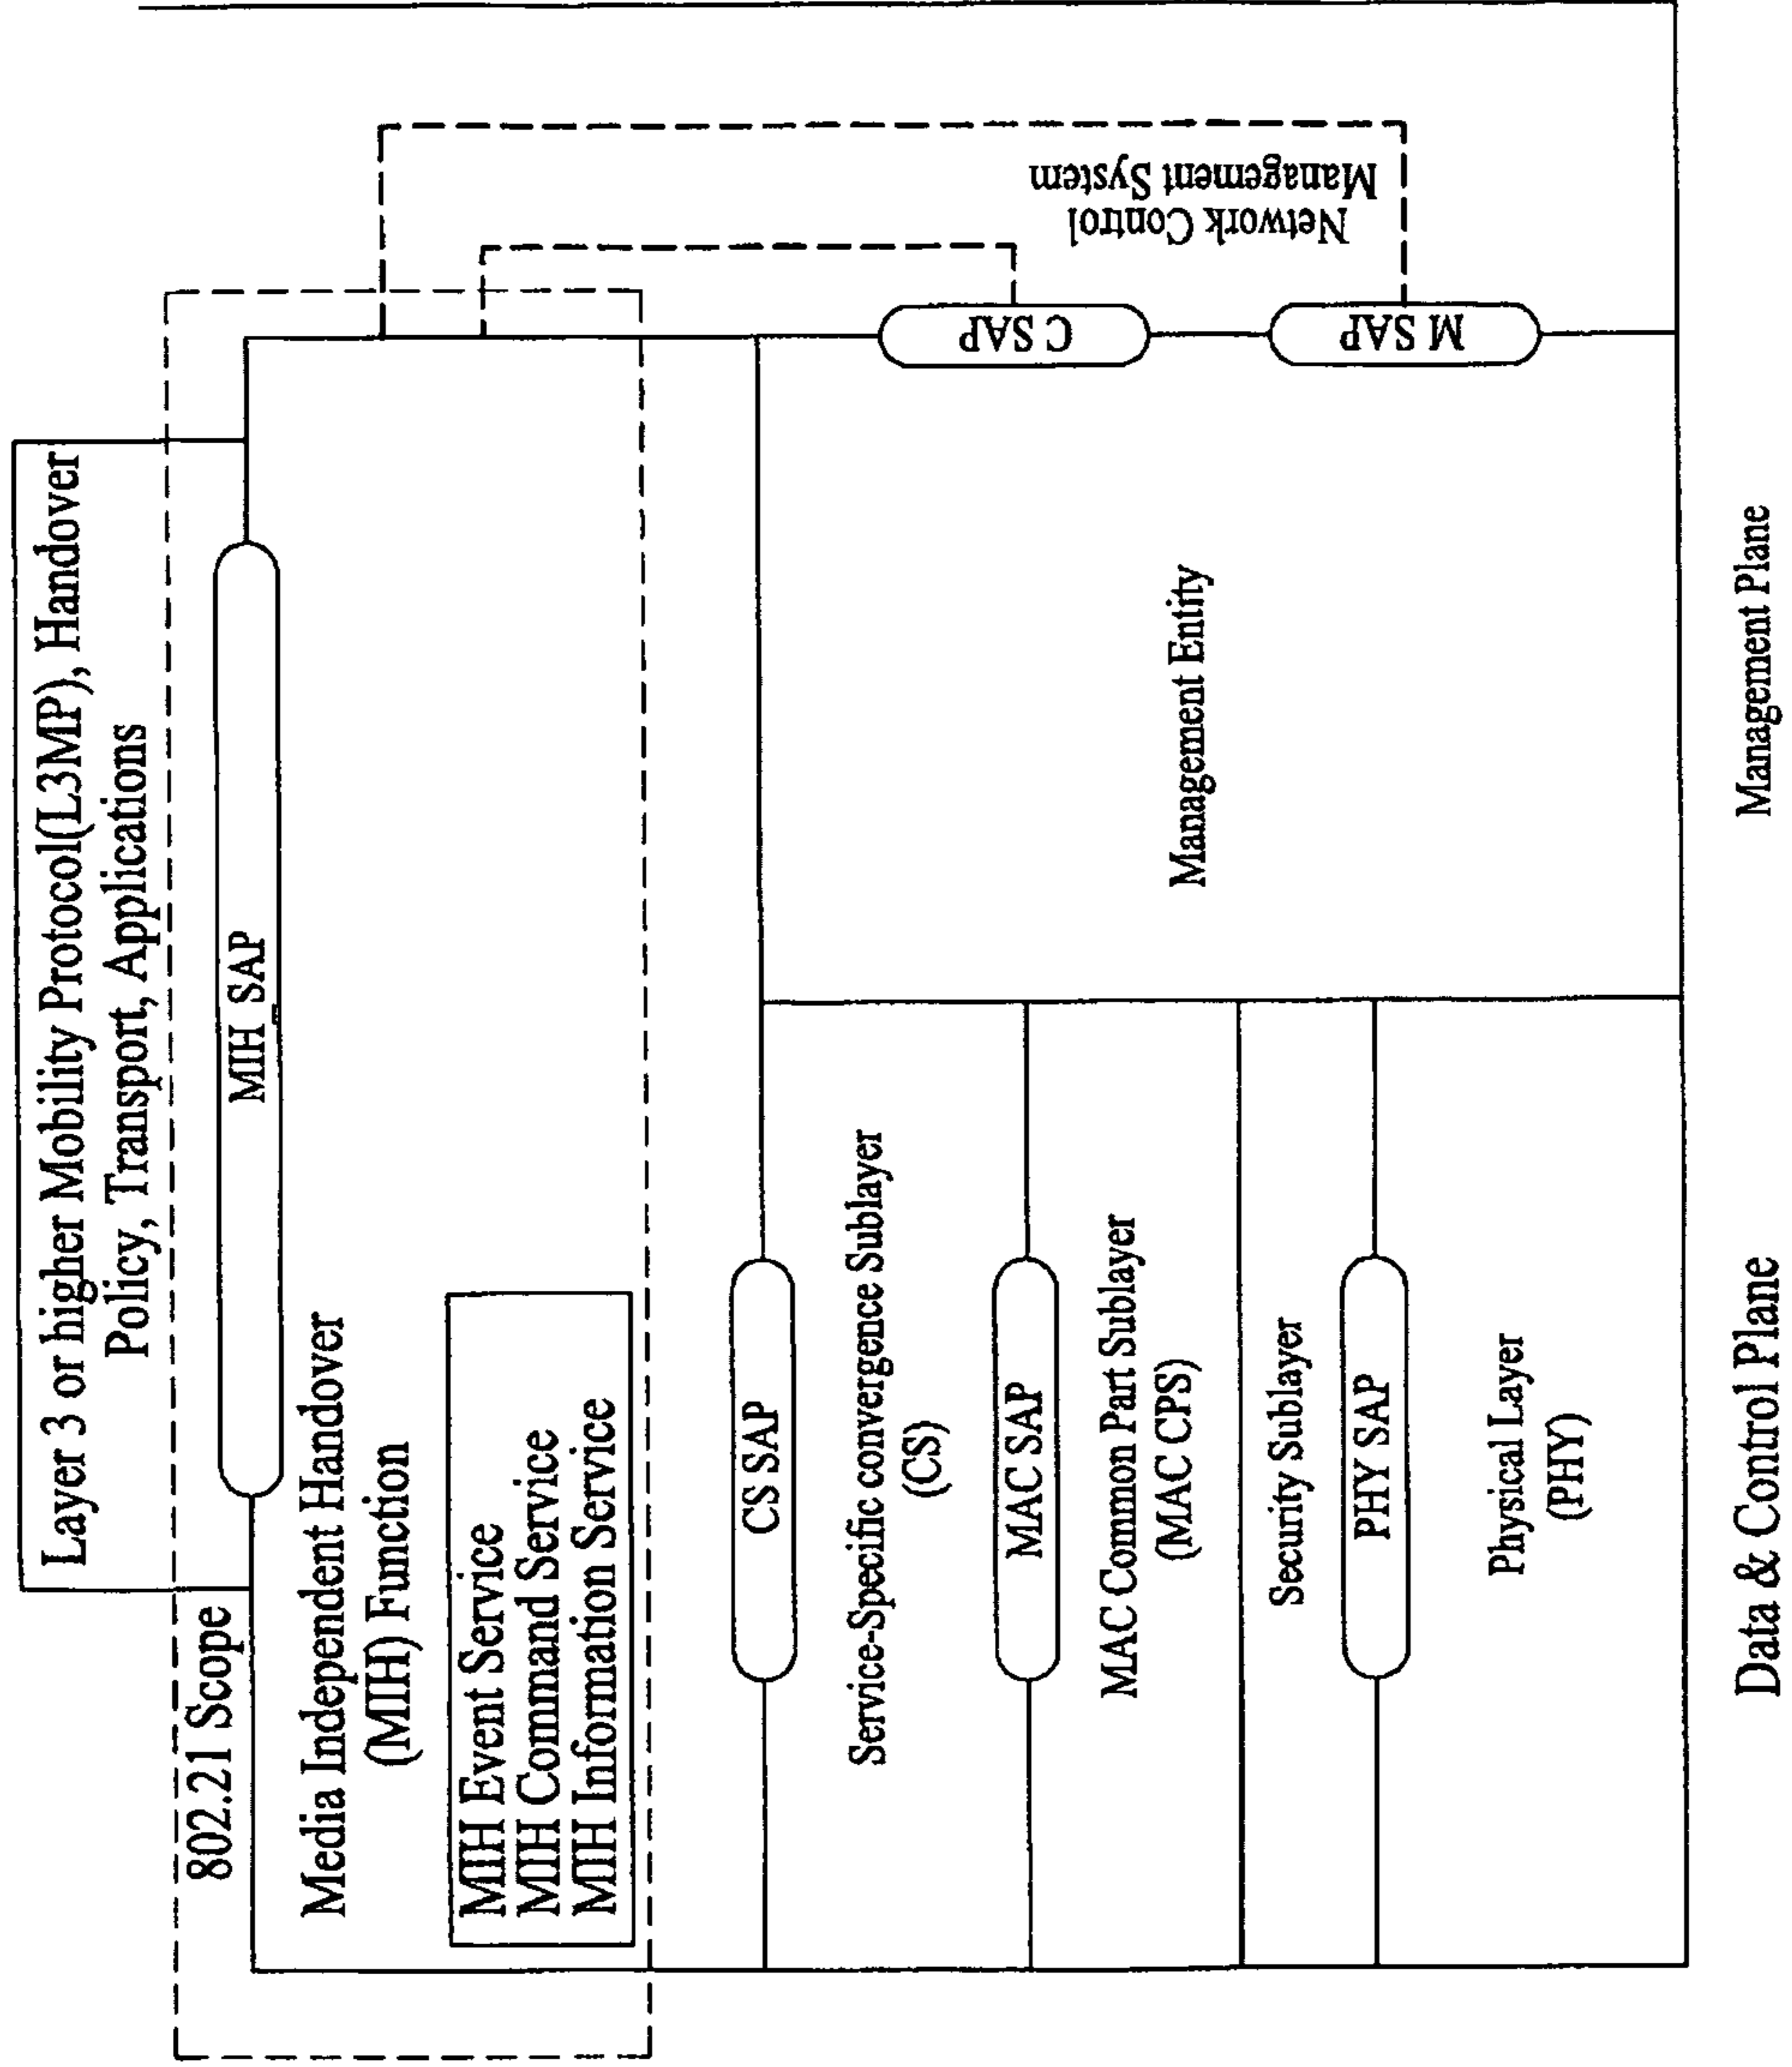 Layer 3 or higher Mobility Protocol(L3MP), Handover
Policy, Transport, Applications
802.21 Scope
MIH SAP
Media Independent Handover
(MIH) Function
MIH Event Service
MIH Command Service
MIH Information Service
CS SAP
Service-Specific convergence Sublayer
(CS)
MAC SAP
MAC Common Part Sublayer
(MAC CPS)
Security Sublayer
PHY SAP
Physical Layer
(PHY)
Management Entity
C SAP
M SAP
Network Control
Management System
Data & Control Plane
Management Plane